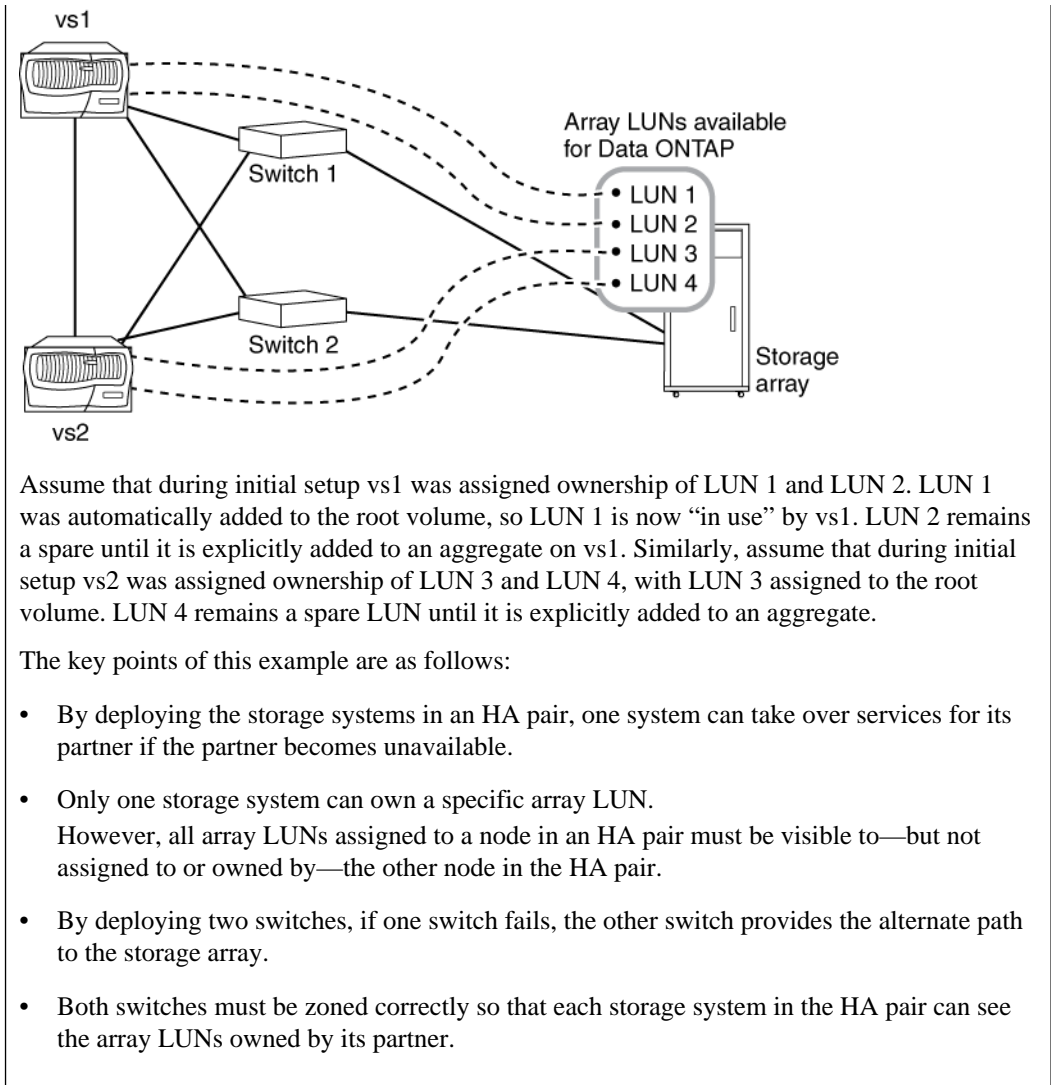 vs1
Array LUNs available
for Data ONTAP
Switch 1
• LUN 1
• LUN 2
• LUN 3
• LUN 4
Switch 2
Storage
array
vs2
Assume that during initial setup vs1 was assigned ownership of LUN 1 and LUN 2. LUN 1
was automatically added to the root volume, so LUN 1 is now “in use” by vs1. LUN 2 remains
a spare until it is explicitly added to an aggregate on vs1. Similarly, assume that during initial
setup vs2 was assigned ownership of LUN 3 and LUN 4, with LUN 3 assigned to the root
volume. LUN 4 remains a spare LUN until it is explicitly added to an aggregate.
The key points of this example are as follows:
• By deploying the storage systems in an HA pair, one system can take over services for its
partner if the partner becomes unavailable.
• Only one storage system can own a specific array LUN.
However, all array LUNs assigned to a node in an HA pair must be visible to—but not
assigned to or owned by—the other node in the HA pair.
• By deploying two switches, if one switch fails, the other switch provides the alternate path
to the storage array.
• Both switches must be zoned correctly so that each storage system in the HA pair can see
the array LUNs owned by its partner.